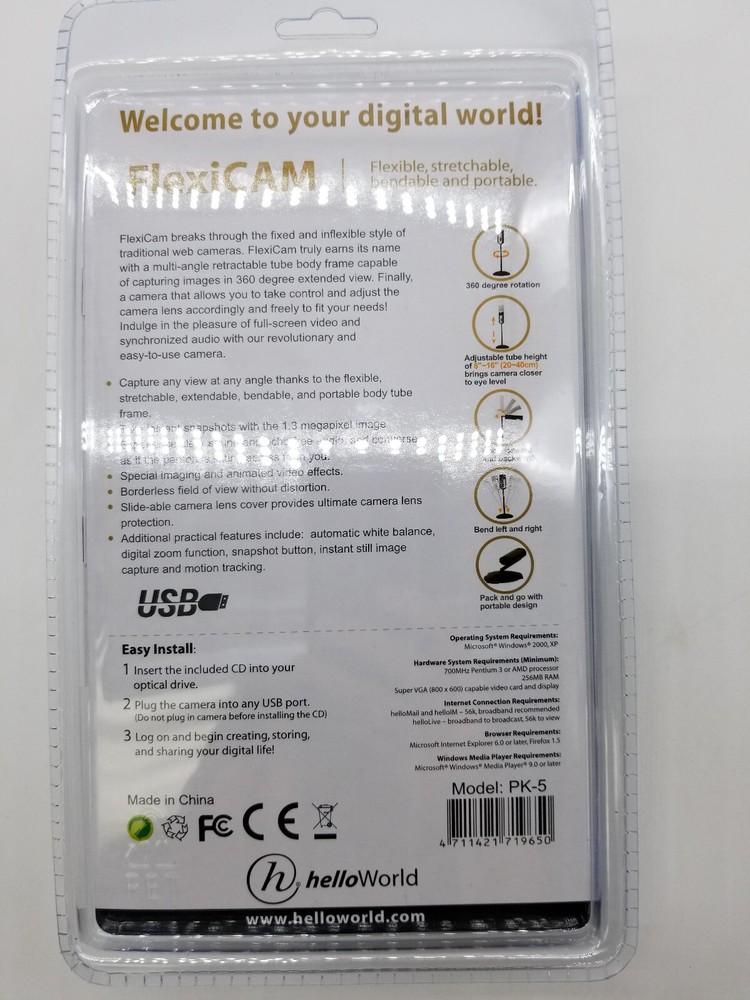 Welcome to your digital world!
FlexiCAM
Flexible, stretchable,
bendable and portable.
FlexiCam breaks through the fixed and inflexible style of
traditional web cameras. FlexiCam truly earns its name
with a multi-angle retractable tube body frame capable
of capturing images in 360 degree extended view. Finally,
a camera that allows you to take control and adjust the
camera lens accordingly and freely to fit your needs!
Indulge in the pleasure of full-screen video and
synchronized audio with our revolutionary and
easy-to-use camera.
• Capture any view at any angle thanks to the flexible,
stretchable, extendable, bendable, and portable body tube
frame.
snapshots with the 1.3 megapixel image
and converse
as if the person you.
• Special imaging and animated video effects.
• Borderless field of view without distortion.
• Slide-able camera lens cover provides ultimate camera lens
protection.
• Additional practical features include: automatic white balance,
digital zoom function, snapshot button, instant still image
capture and motion tracking.
USB
360 degree rotation
Adjustable tube height
of 8"~16" (20~40cm)
brings camera closer
to eye level
Bend left and right
Pack and go with
portable design
Easy Install:
1 Insert the included CD into your
optical drive.
2 Plug the camera into any USB port.
(Do not plug in camera before installing the CD)
3 Log on and begin creating, storing,
and sharing your digital life!
Operating System Requirements:
Microsoft® Windows® 2000, XP
Hardware System Requirements (Minimum):
700MHz Pentium 3 or AMD processor
256MB RAM
Super VGA (800 x 600) capable video card and display
Internet Connection Requirements:
helloMail and helloIM – 56k, broadband recommended
helloLive – broadband to broadcast, 56k to view
Browser Requirements:
Microsoft Internet Explorer 6.0 or later, Firefox 1.5
Windows Media Player Requirements:
Microsoft® Windows® Media Player® 9.0 or later
Made in China
FC CE
Model: PK-5
4 711421 719650
h® helloWorld
www.helloworld.com